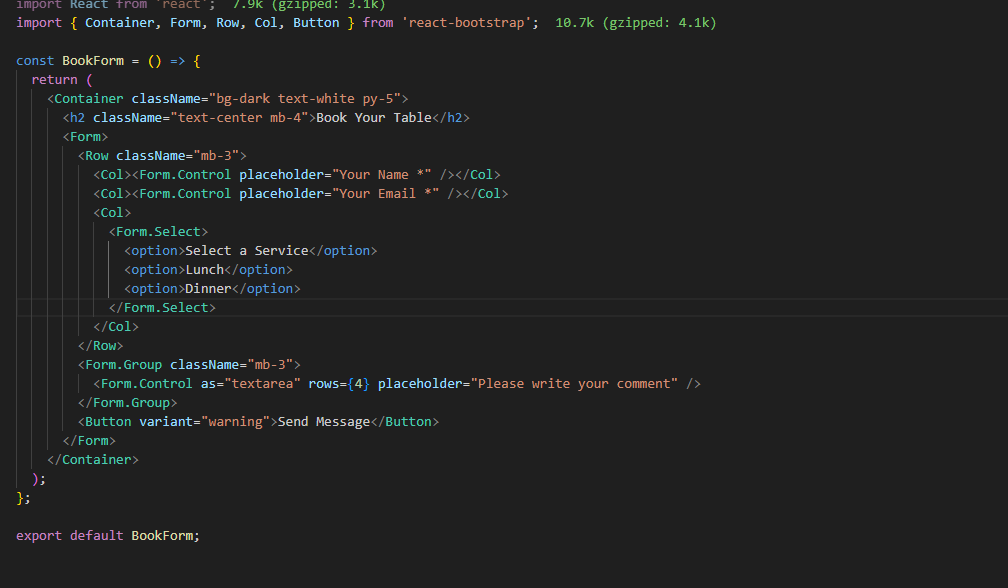 import React from 'react';  7.9k (gzipped: 3.1k)
import { Container, Form, Row, Col, Button } from 'react-bootstrap';  10.7k (gzipped: 4.1k)
const BookForm = () => {
  return (
    <Container className="bg-dark text-white py-5">
      <h2 className="text-center mb-4">Book Your Table</h2>
      <Form>
        <Row className="mb-3">
          <Col><Form.Control placeholder="Your Name *" /></Col>
          <Col><Form.Control placeholder="Your Email *" /></Col>
          <Col>
            <Form.Select>
              <option>Select a Service</option>
              <option>Lunch</option>
              <option>Dinner</option>
            </Form.Select>
          </Col>
        </Row>
        <Form.Group className="mb-3">
          <Form.Control as="textarea" rows={4} placeholder="Please write your comment" />
        </Form.Group>
        <Button variant="warning">Send Message</Button>
      </Form>
    </Container>
  );
};
export default BookForm;